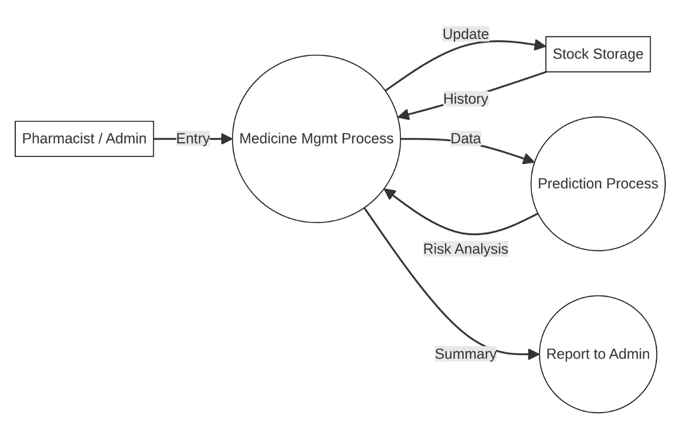 Update
Stock Storage
History
Pharmacist / Admin
Entry
Medicine Mgmt Process
Data
Prediction Process
Risk Analysis
Summary
Report to Admin